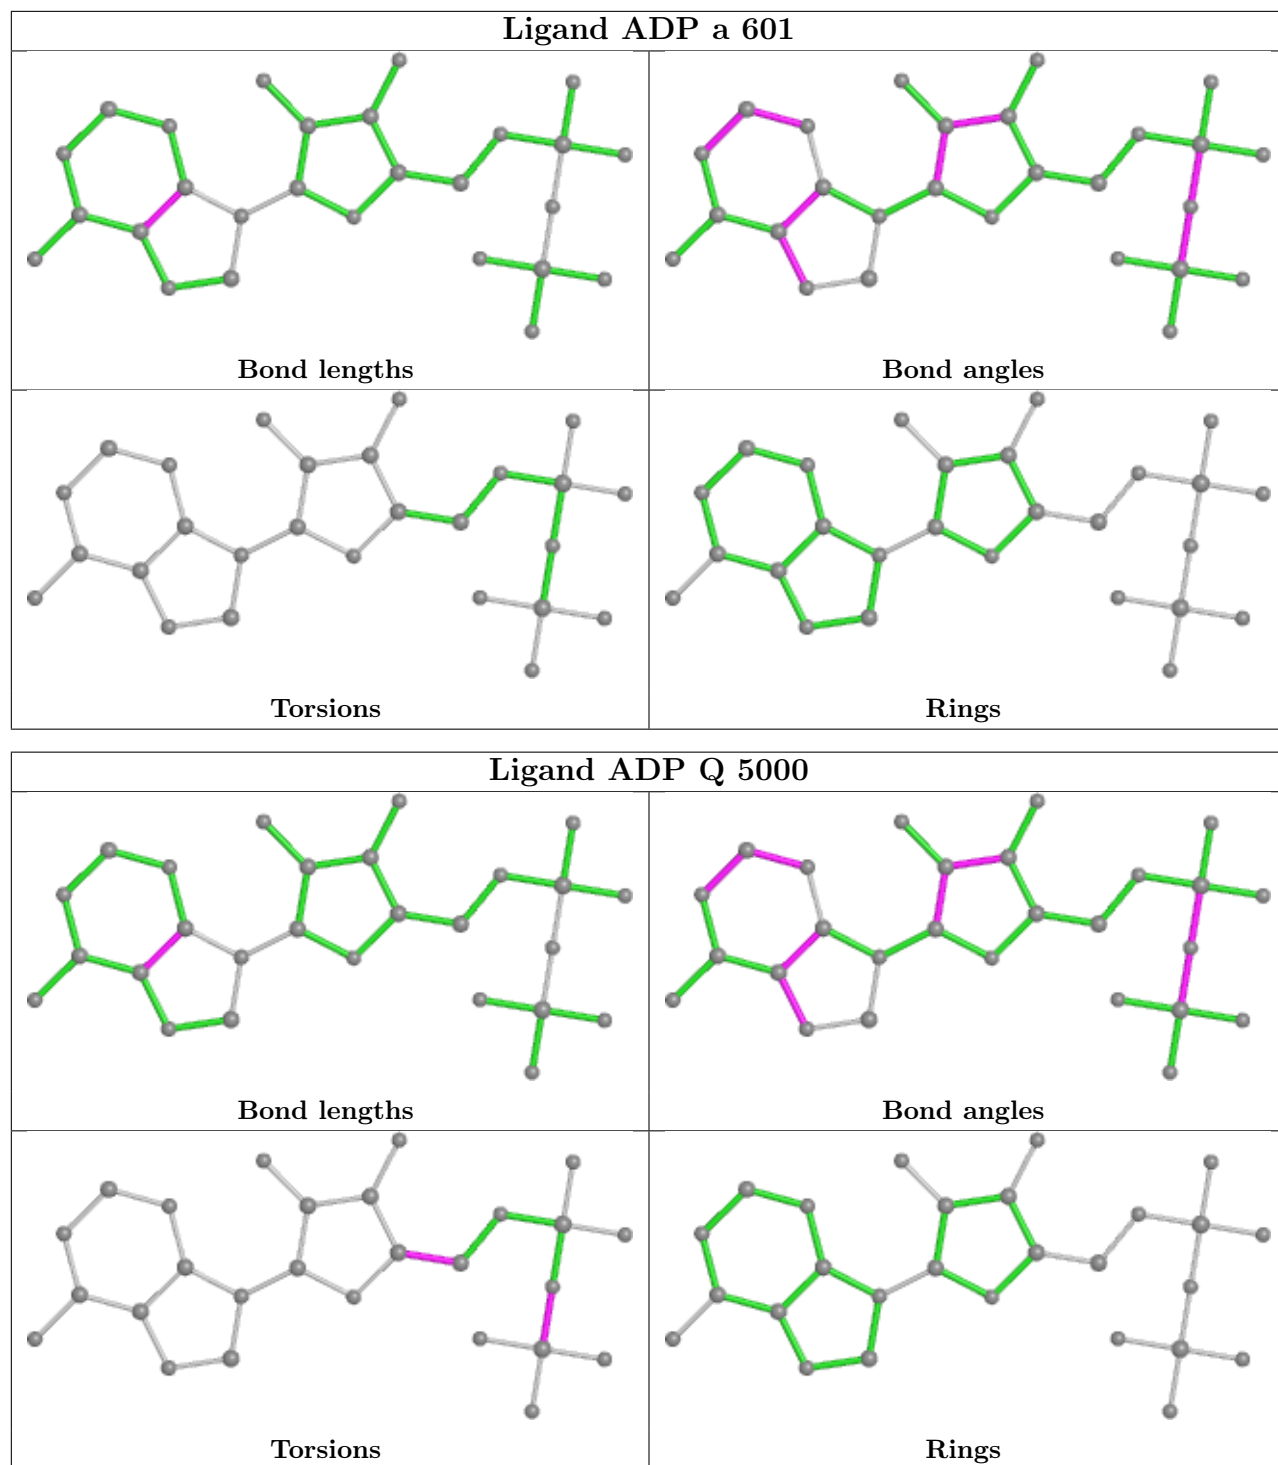 Ligand ADP a 601
Bond lengths
Bond angles
Torsions
Rings
Ligand ADP Q 5000
Bond lengths
Bond angles
Torsions
Rings